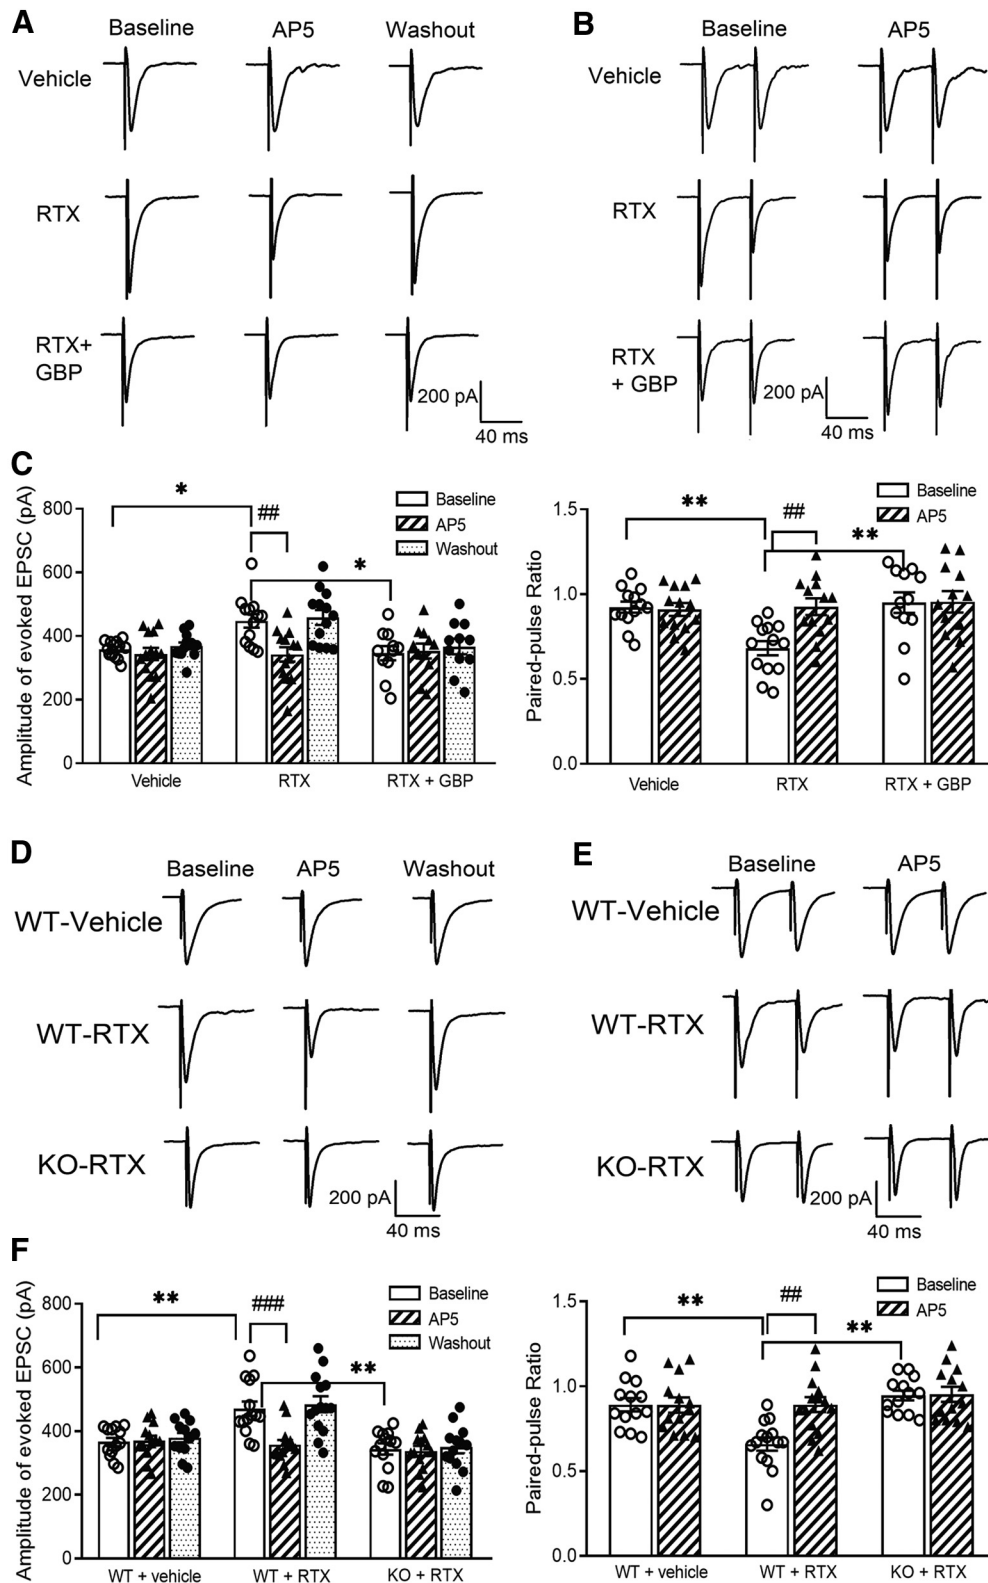 A
Baseline AP5 Washout
Vehicle
RTX
RTX+
GBP
200 pA
40 ms
B
Baseline AP5
Vehicle
RTX
RTX
+ GBP
200 pA
40 ms
C
Amplitude of evoked EPSC (pA)
800
600
400
200
0
* ## *
Baseline
AP5
Washout
Vehicle RTX RTX + GBP
Paired-pulse Ratio
1.5
1.0
0.5
0.0
** ## **
Baseline
AP5
Vehicle RTX RTX + GBP
D
Baseline AP5 Washout
WT-Vehicle
WT-RTX
KO-RTX
200 pA
40 ms
E
Baseline AP5
WT-Vehicle
WT-RTX
KO-RTX
200 pA
40 ms
F
Amplitude of evoked EPSC (pA)
800
600
400
200
0
** ### **
Baseline
AP5
Washout
WT + vehicle WT + RTX KO + RTX
Paired-pulse Ratio
1.5
1.0
0.5
0.0
** ## **
Baseline
AP5
WT + vehicle WT + RTX KO + RTX